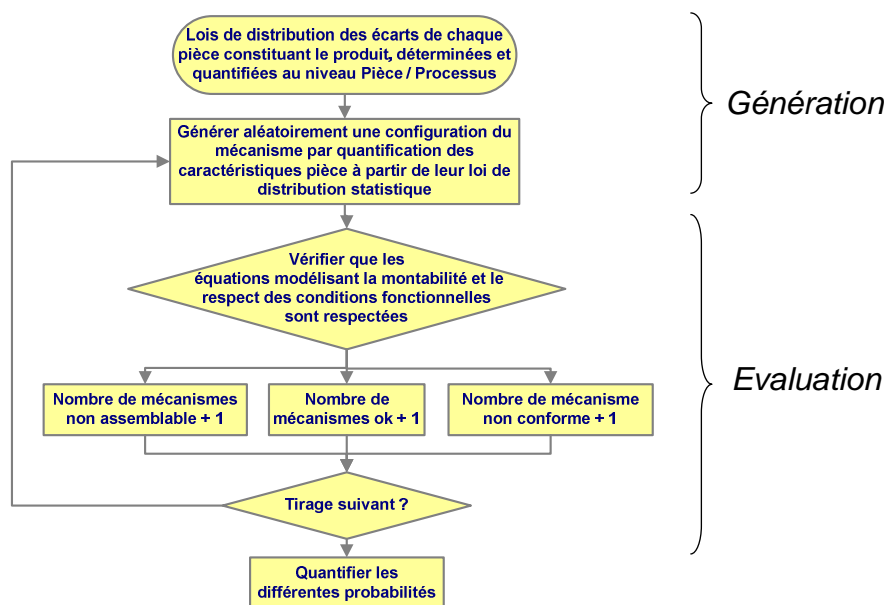 Lois de distribution des écarts de chaque
pièce constituant le produit, déterminées et
quantifiées au niveau Pièce / Processus
Génération
Générer aléatoirement une configuration du
mécanisme par quantification des
caractéristiques pièce à partir de leur loi de
distribution statistique
Vérifier que les
équations modélisant la montabilité et le
respect des conditions fonctionnelles
sont respectées
Evaluation
Nombre de mécanismes
non assemblable + 1
Nombre de
mécanismes ok + 1
Nombre de mécanisme
non conforme + 1
Tirage suivant ?
Quantifier les
différentes probabilités